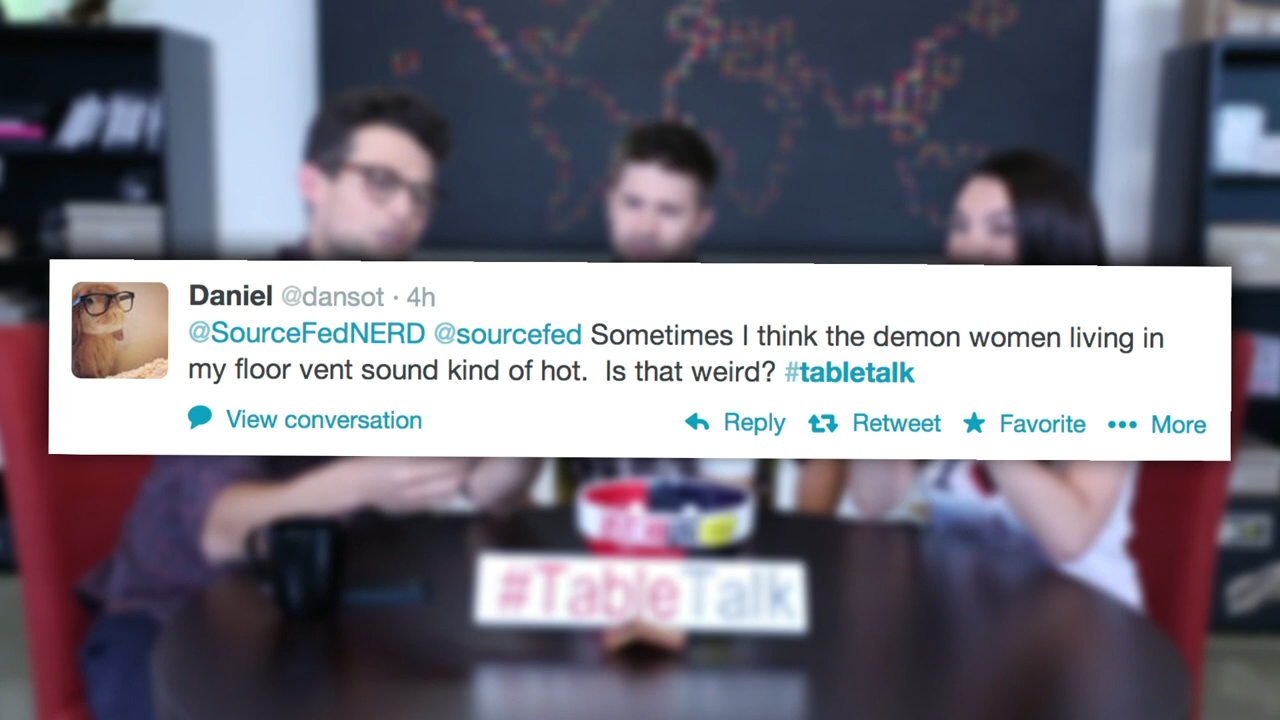 Daniel @dansot · 4h
@SourceFedNERD @sourcefed Sometimes I think the demon women living in
my floor vent sound kind of hot.  Is that weird? #tabletalk
View conversation
Reply Retweet Favorite More
#TableTalk